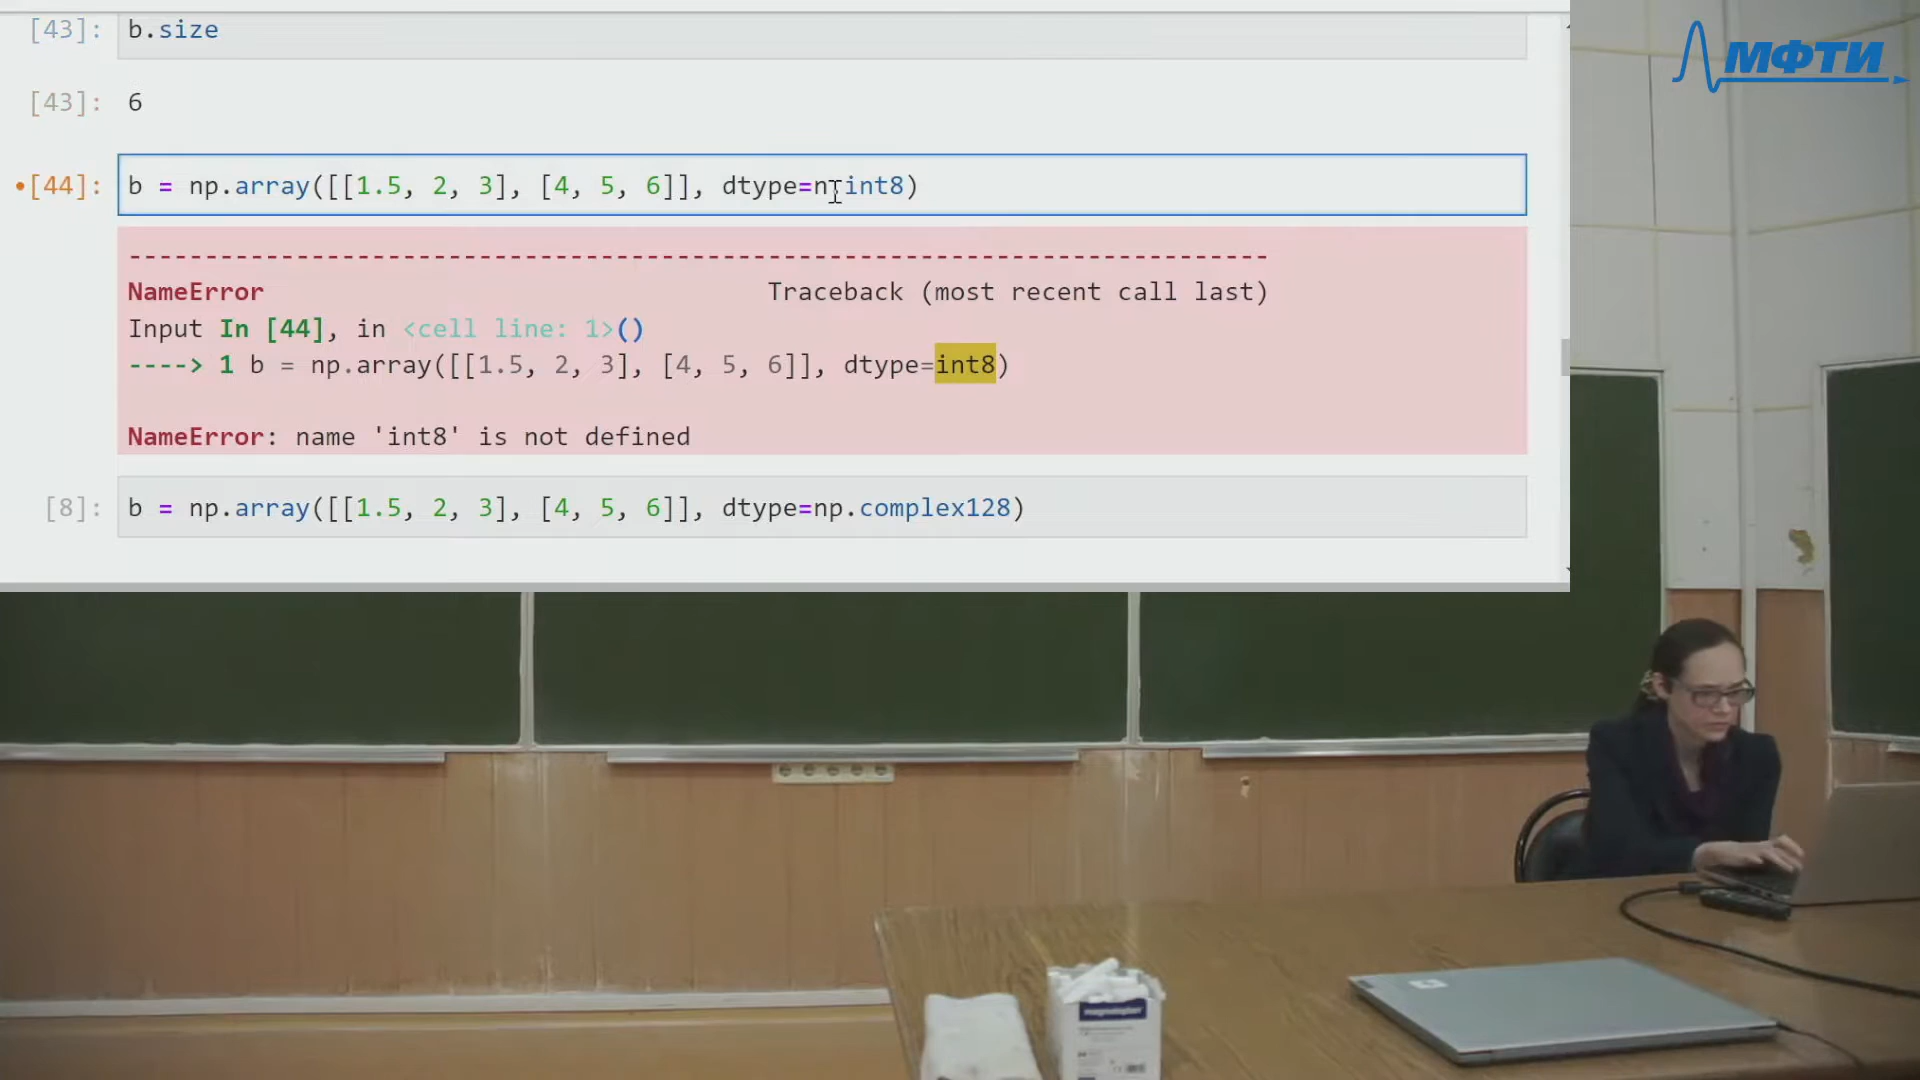 [43]: b.size
[43]: 6
•[44]: b = np.array([[1.5, 2, 3], [4, 5, 6]], dtype=n int8)
---------------------------------------------------------------------------
NameError Traceback (most recent call last)
Input In [44], in <cell line: 1>()
----> 1 b = np.array([[1.5, 2, 3], [4, 5, 6]], dtype=int8)
NameError: name 'int8' is not defined
[8]: b = np.array([[1.5, 2, 3], [4, 5, 6]], dtype=np.complex128)
МФТИ